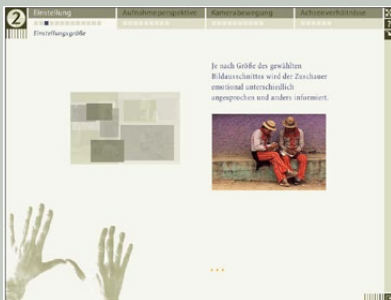 2
Einstellung
Aufnahmeperspektive
Kamerabewegung
Achsenverhältnisse
Einstellungsgröße
Je nach Größe des gewählten
Bildausschnittes wird der Zuschauer
emotional unterschiedlich
angesprochen und anders informiert.
...